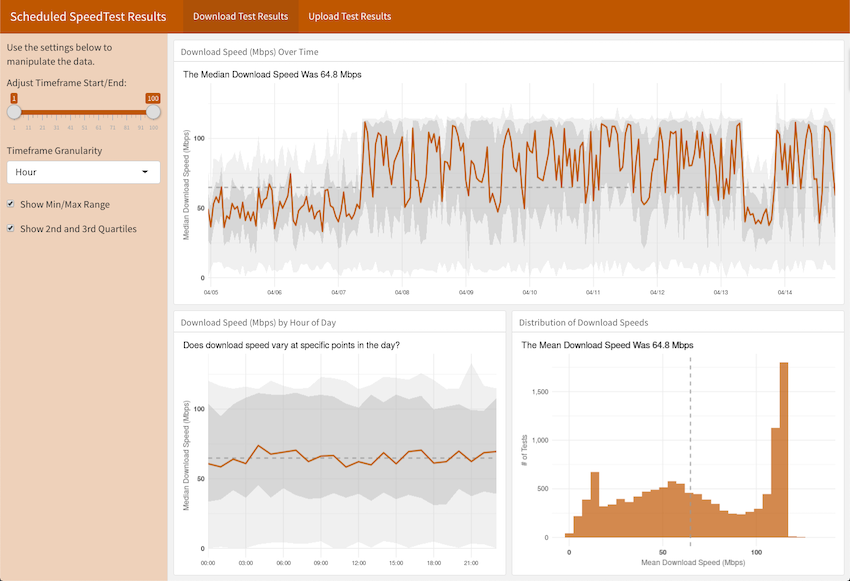 Scheduled SpeedTest Results
Download Test Results
Upload Test Results
Use the settings below to
manipulate the data.
Adjust Timeframe Start/End:
1
100
1 11 21 31 41 51 61 71 81 91 100
Timeframe Granularity
Hour
Show Min/Max Range
Show 2nd and 3rd Quartiles
Download Speed (Mbps) Over Time
The Median Download Speed Was 64.8 Mbps
Median Download Speed (Mbps)
100
50
0
04/05 04/06 04/07 04/08 04/09 04/10 04/11 04/12 04/13 04/14
Download Speed (Mbps) by Hour of Day
Does download speed vary at specific points in the day?
Median Download Speed (Mbps)
100
50
0
00:00 03:00 06:00 09:00 12:00 15:00 18:00 21:00
Distribution of Download Speeds
The Mean Download Speed Was 64.8 Mbps
# of Tests
1,500
1,000
500
0
0 50 100
Mean Download Speed (Mbps)